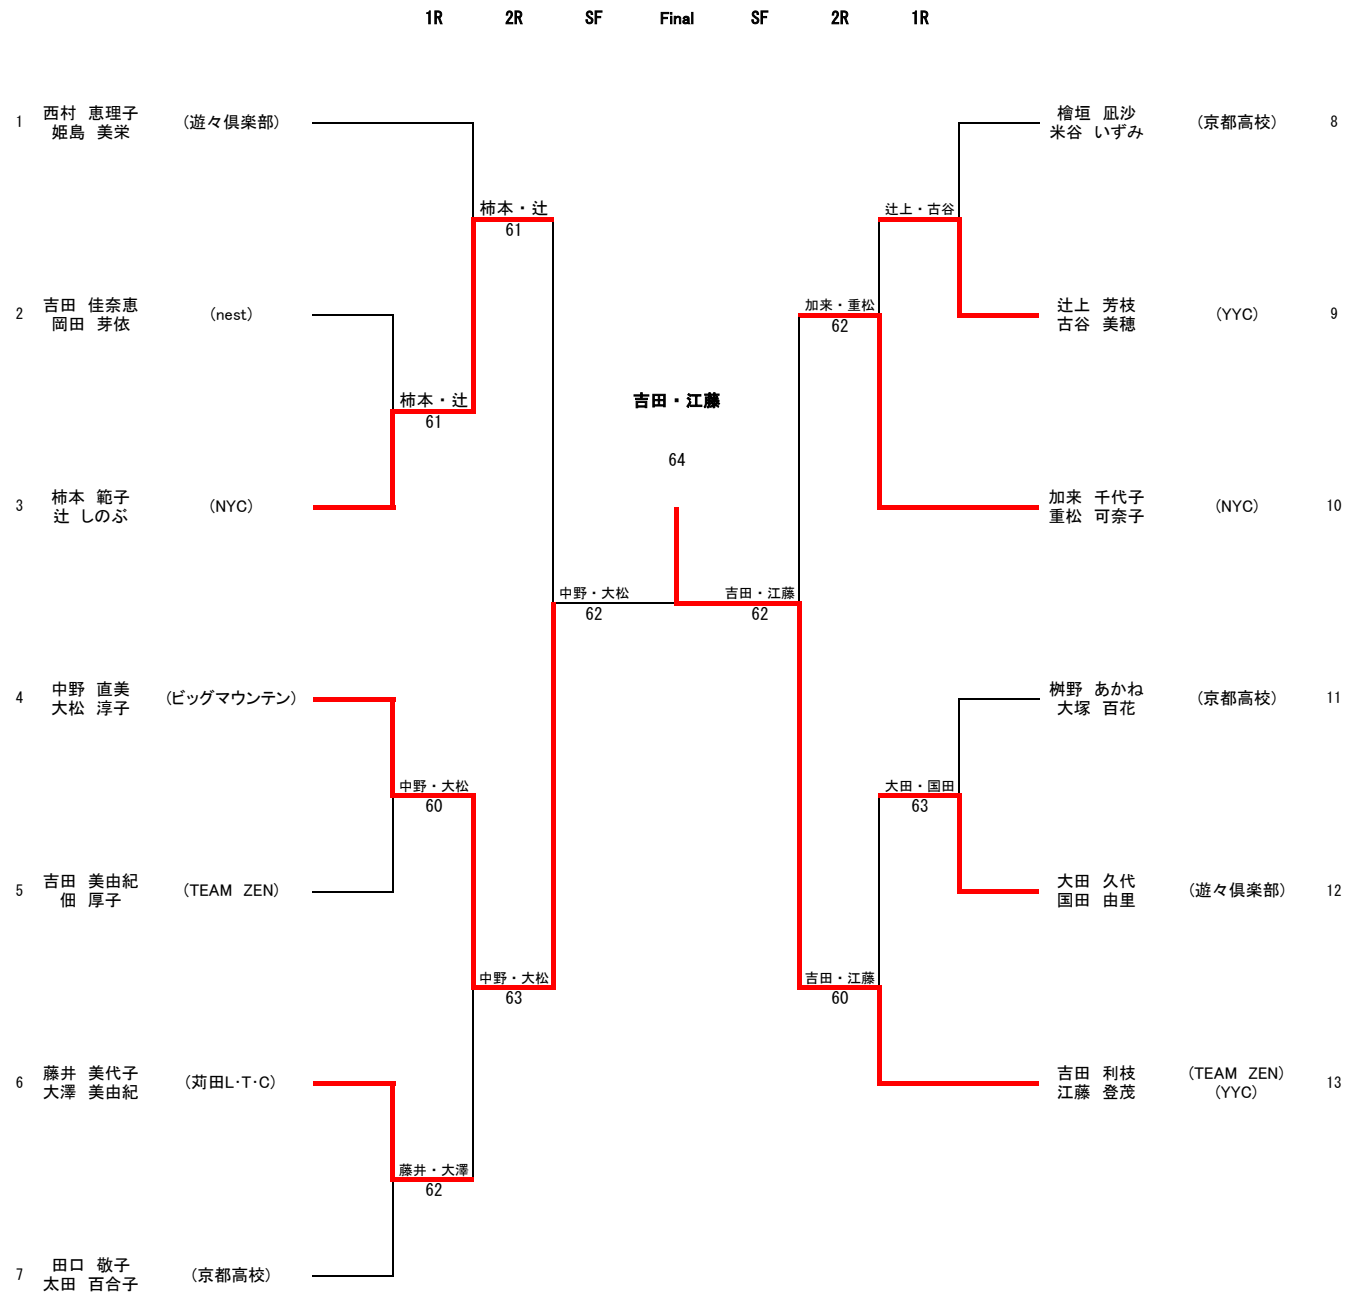 1R 2R SF Final SF 2R 1R
1 西村 恵理子 (遊々倶楽部)
姫島 美栄
柿本・辻
61
2 吉田 佳奈恵 (nest)
岡田 芽依
柿本・辻
61
3 柿本 範子 (NYC)
辻 しのぶ
中野・大松
62
4 中野 直美 (ビッグマウンテン)
大松 淳子
中野・大松
60
5 吉田 美由紀 (TEAM ZEN)
佃 厚子
中野・大松
63
6 藤井 美代子 (苅田L・T・C)
大澤 美由紀
藤井・大澤
62
7 田口 敬子 (京都高校)
太田 百合子
吉田・江藤
64
檜垣 凪沙 (京都高校) 8
米谷 いずみ
辻上・古谷
辻上 芳枝 (YYC) 9
古谷 美穂
加来・重松
62
加来 千代子 (NYC) 10
重松 可奈子
吉田・江藤
62
桝野 あかね (京都高校) 11
大塚 百花
大田・国田
63
大田 久代 (遊々倶楽部) 12
国田 由里
吉田・江藤
60
吉田 利枝 (TEAM ZEN) 13
江藤 登茂 (YYC)